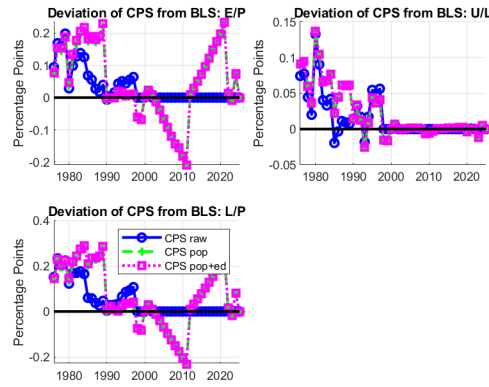 Deviation of CPS from BLS: E/P
Percentage Points
0.2
0.1
0
-0.1
-0.2
1980 1990 2000 2010 2020
Deviation of CPS from BLS: U/L
Percentage Points
0.15
0.1
0.05
0
-0.05
1980 1990 2000 2010 2020
Deviation of CPS from BLS: L/P
Percentage Points
0.4
0.2
0
-0.2
1980 1990 2000 2010 2020
CPS raw
CPS pop
CPS pop+ed